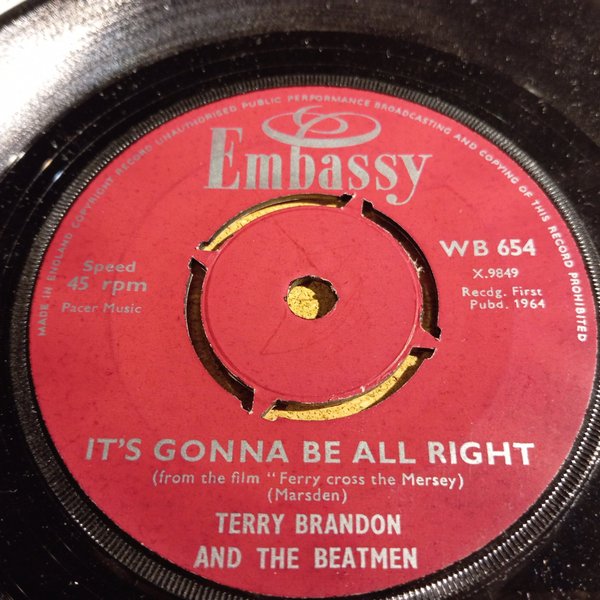 MADE IN ENGLAND COPYRIGHT RECORD UNAUTHORISED PUBLIC PERFORMANCE BROADCASTING AND COPYING OF THIS RECORD PROHIBITED
Embassy
Speed
45 rpm
Pacer Music
WB 654
X.9849
Recdg. First
Pubd. 1964
IT'S GONNA BE ALL RIGHT
(from the film "Ferry cross the Mersey)
(Marsden)
TERRY BRANDON
AND THE BEATMEN